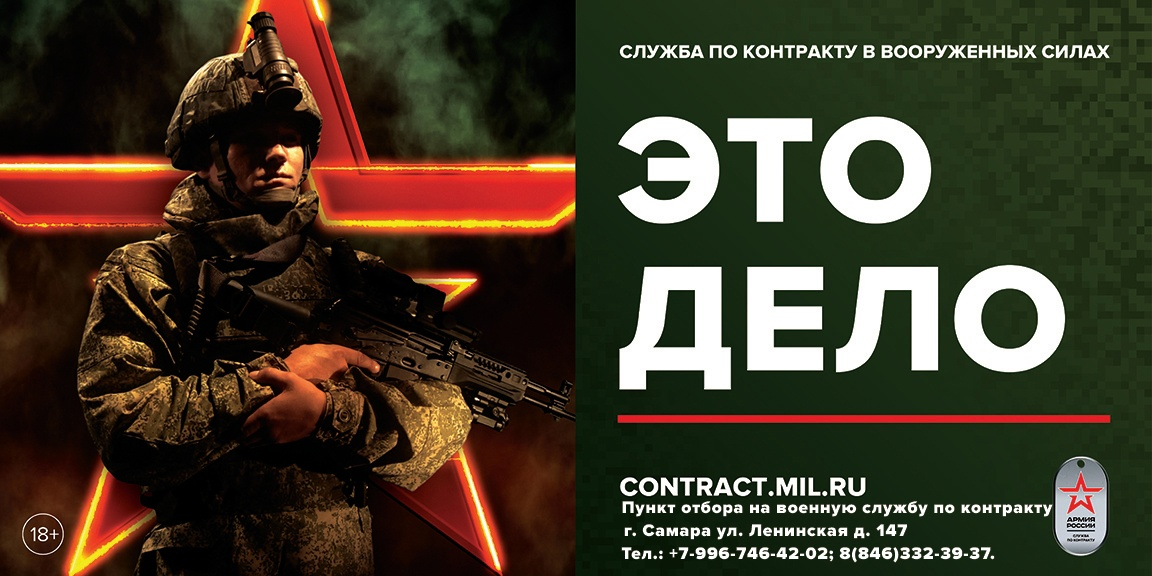 СЛУЖБА ПО КОНТРАКТУ В ВООРУЖЕННЫХ СИЛАХ
ЭТО
ДЕЛО
CONTRACT.MIL.RU
Пункт отбора на военную службу по контракту
г. Самара ул. Ленинская д. 147
Тел.: +7-996-746-42-02; 8(846)332-39-37.
АРМИЯ
РОССИИ
СЛУЖБА
ПО КОНТРАКТУ
18+